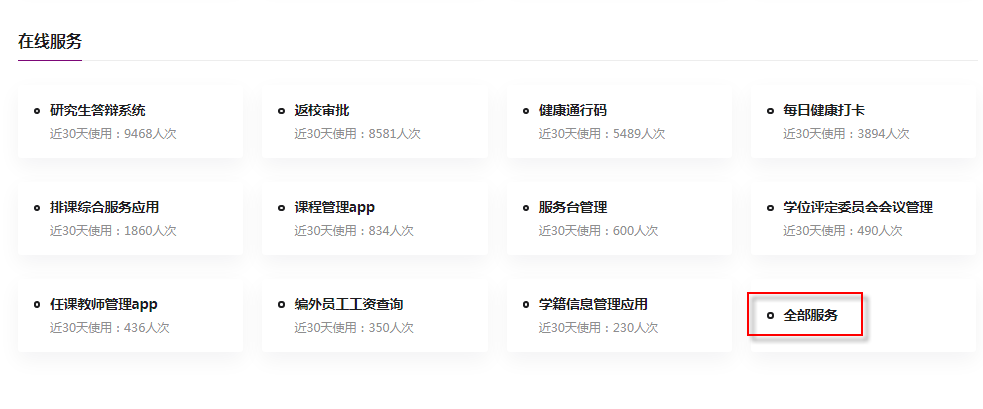 在线服务
研究生答辩系统
近30天使用：9468人次
返校审批
近30天使用：8581人次
健康通行码
近30天使用：5489人次
每日健康打卡
近30天使用：3894人次
排课综合服务应用
近30天使用：1860人次
课程管理app
近30天使用：834人次
服务台管理
近30天使用：600人次
学位评定委员会会议管理
近30天使用：490人次
任课教师管理app
近30天使用：436人次
编外员工工资查询
近30天使用：350人次
学籍信息管理应用
近30天使用：230人次
全部服务